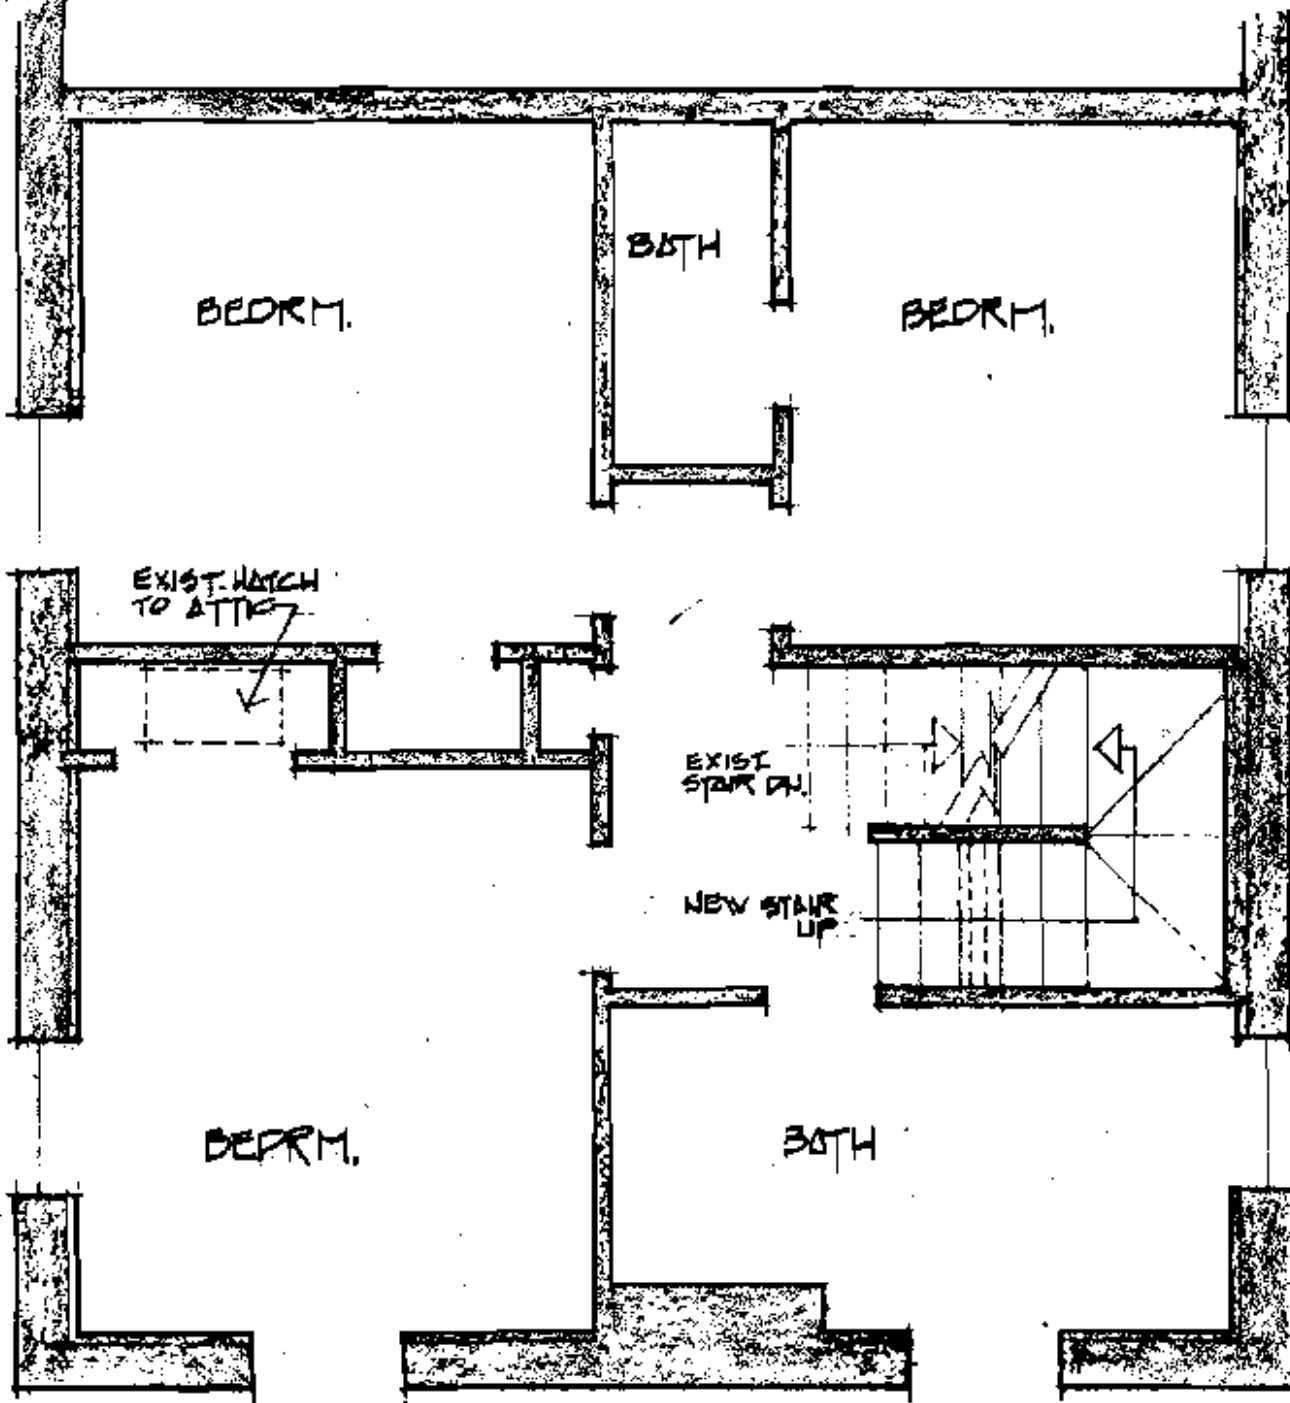 BATH
BEDRM.
BEDRM.
EXIST. HATCH
TO ATTIC
EXIST
STAIR DN.
NEW STAIR
UP
BEDRM.
BATH